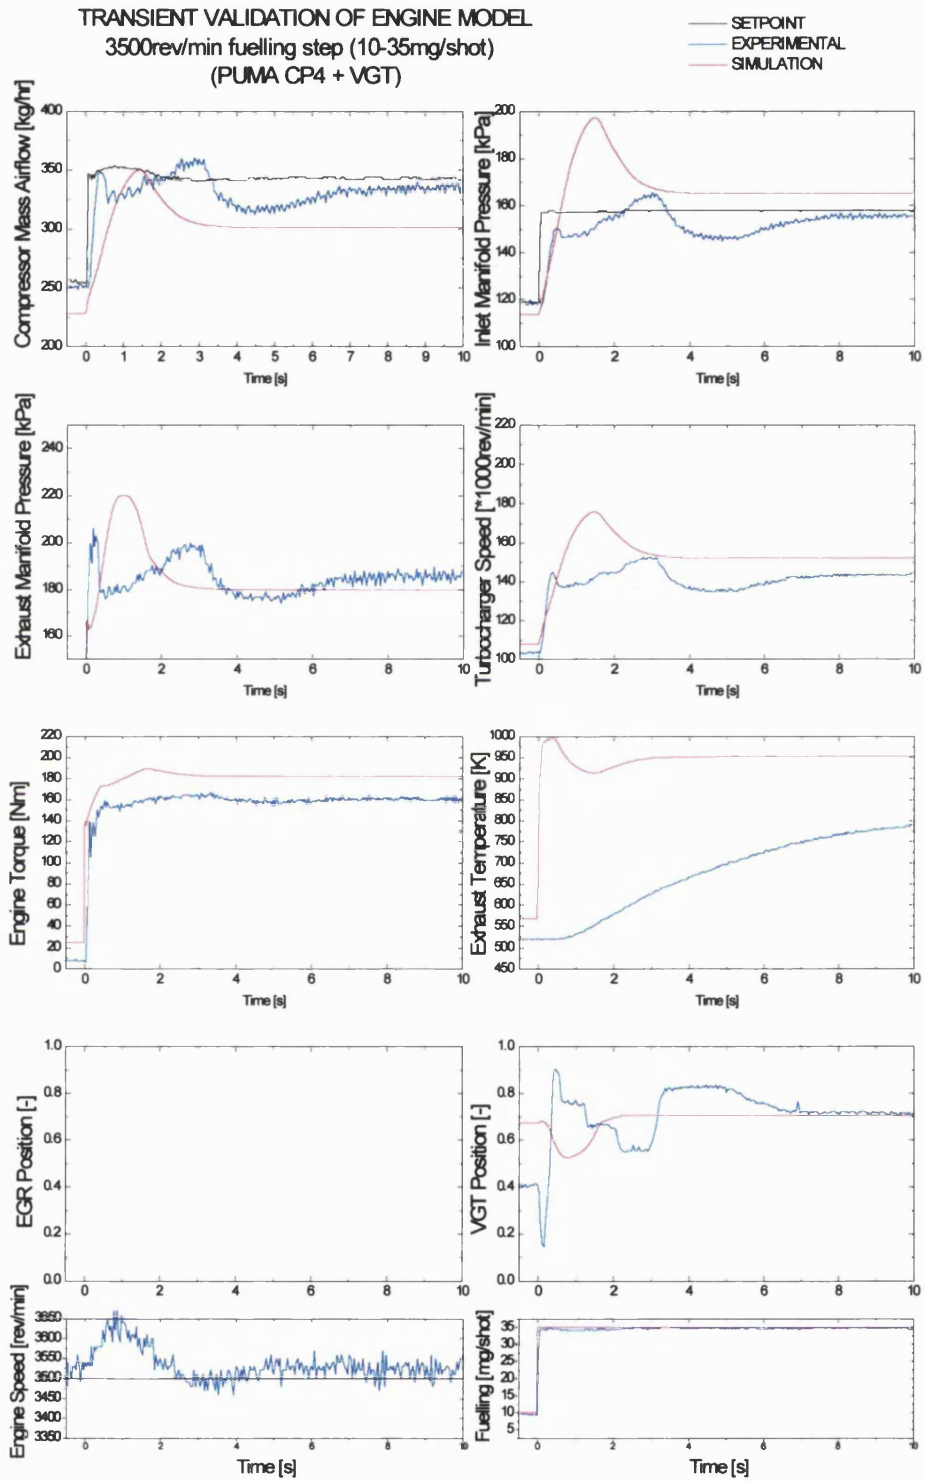 TRANSIENT VALIDATION OF ENGINE MODEL
3500rev/min fuelling step (10-35mg/shot)
(PUMA CP4 + VGT)
SETPOINT
EXPERIMENTAL
SIMULATION
Compressor Mass Airflow [kg/hr]
400
350
300
250
200
0 1 2 3 4 5 6 7 8 9 10
Time [s]
Inlet Manifold Pressure [kPa]
200
180
160
140
120
100
0 2 4 6 8 10
Time [s]
Exhaust Manifold Pressure [kPa]
240
220
200
180
160
0 2 4 6 8 10
Time [s]
Turbocharger Speed [*1000rev/min]
220
200
180
160
140
120
100
0 2 4 6 8 10
Time [s]
Engine Torque [Nm]
220
200
180
160
140
120
100
80
60
40
20
0
0 2 4 6 8 10
Time [s]
Exhaust Temperature [K]
1000
950
900
850
800
750
700
650
600
550
500
450
0 2 4 6 8 10
Time [s]
EGR Position [-]
1.0
0.8
0.6
0.4
0.2
0.0
0 2 4 6 8 10
VGT Position [-]
1.0
0.8
0.6
0.4
0.2
0.0
0 2 4 6 8 10
Engine Speed [rev/min]
3650
3600
3550
3500
3450
3400
3350
0 2 4 6 8 10
Time [s]
Fuelling [mg/shot]
35
30
25
20
15
10
5
0 2 4 6 8 10
Time [s]